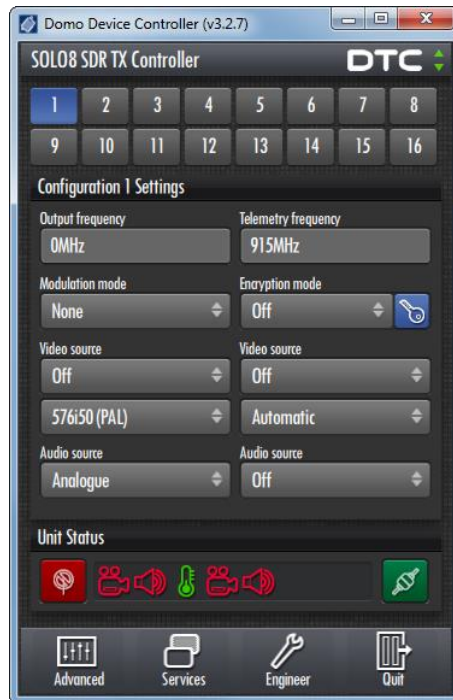 Domo Device Controller (v3.2.7)
SOLO8 SDR TX Controller DTC
1 2 3 4 5 6 7 8
9 10 11 12 13 14 15 16
Configuration 1 Settings
Output frequency Telemetry frequency
0MHz 915MHz
Modulation mode Encryption mode
None Off
Video source Video source
Off Off
576i50 (PAL) Automatic
Audio source Audio source
Analogue Off
Unit Status
Advanced Services Engineer Quit